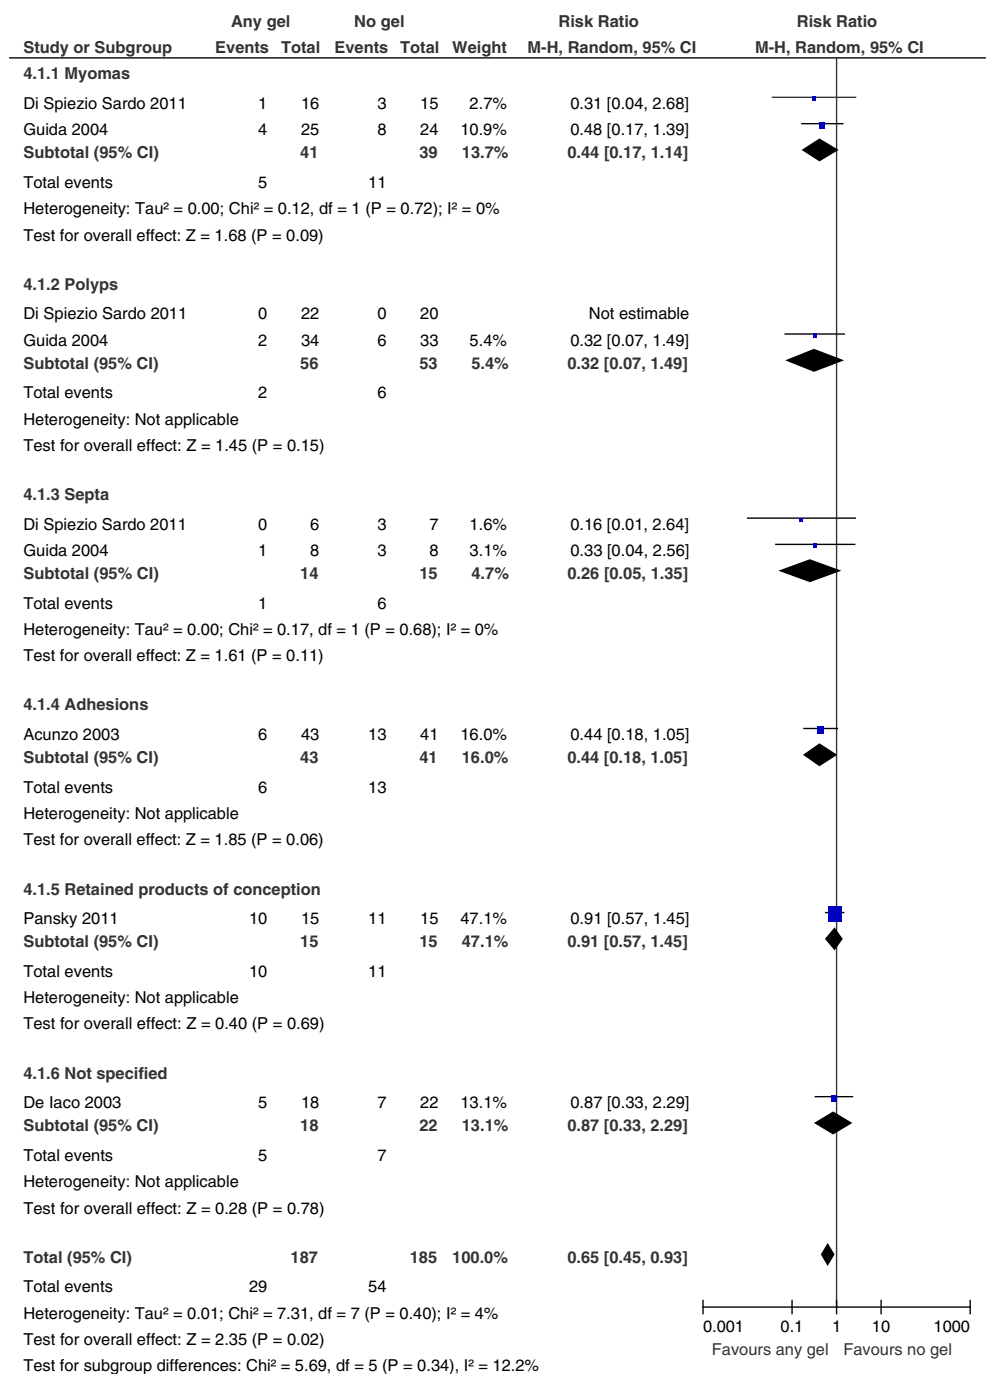 Any gel No gel Risk Ratio Risk Ratio
Study or Subgroup Events Total Events Total Weight M-H, Random, 95% CI M-H, Random, 95% CI
4.1.1 Myomas
Di Spiezio Sardo 2011 1 16 3 15 2.7% 0.31 [0.04, 2.68]
Guida 2004 4 25 8 24 10.9% 0.48 [0.17, 1.39]
Subtotal (95% CI) 41 39 13.7% 0.44 [0.17, 1.14]
Total events 5 11
Heterogeneity: Tau² = 0.00; Chi² = 0.12, df = 1 (P = 0.72); I² = 0%
Test for overall effect: Z = 1.68 (P = 0.09)
4.1.2 Polyps
Di Spiezio Sardo 2011 0 22 0 20 Not estimable
Guida 2004 2 34 6 33 5.4% 0.32 [0.07, 1.49]
Subtotal (95% CI) 56 53 5.4% 0.32 [0.07, 1.49]
Total events 2 6
Heterogeneity: Not applicable
Test for overall effect: Z = 1.45 (P = 0.15)
4.1.3 Septa
Di Spiezio Sardo 2011 0 6 3 7 1.6% 0.16 [0.01, 2.64]
Guida 2004 1 8 3 8 3.1% 0.33 [0.04, 2.56]
Subtotal (95% CI) 14 15 4.7% 0.26 [0.05, 1.35]
Total events 1 6
Heterogeneity: Tau² = 0.00; Chi² = 0.17, df = 1 (P = 0.68); I² = 0%
Test for overall effect: Z = 1.61 (P = 0.11)
4.1.4 Adhesions
Acunzo 2003 6 43 13 41 16.0% 0.44 [0.18, 1.05]
Subtotal (95% CI) 43 41 16.0% 0.44 [0.18, 1.05]
Total events 6 13
Heterogeneity: Not applicable
Test for overall effect: Z = 1.85 (P = 0.06)
4.1.5 Retained products of conception
Pansky 2011 10 15 11 15 47.1% 0.91 [0.57, 1.45]
Subtotal (95% CI) 15 15 47.1% 0.91 [0.57, 1.45]
Total events 10 11
Heterogeneity: Not applicable
Test for overall effect: Z = 0.40 (P = 0.69)
4.1.6 Not specified
De Iaco 2003 5 18 7 22 13.1% 0.87 [0.33, 2.29]
Subtotal (95% CI) 18 22 13.1% 0.87 [0.33, 2.29]
Total events 5 7
Heterogeneity: Not applicable
Test for overall effect: Z = 0.28 (P = 0.78)
Total (95% CI) 187 185 100.0% 0.65 [0.45, 0.93]
Total events 29 54
Heterogeneity: Tau² = 0.01; Chi² = 7.31, df = 7 (P = 0.40); I² = 4%
Test for overall effect: Z = 2.35 (P = 0.02)
Test for subgroup differences: Chi² = 5.69, df = 5 (P = 0.34), I² = 12.2%
0.001 0.1 1 10 1000
Favours any gel Favours no gel